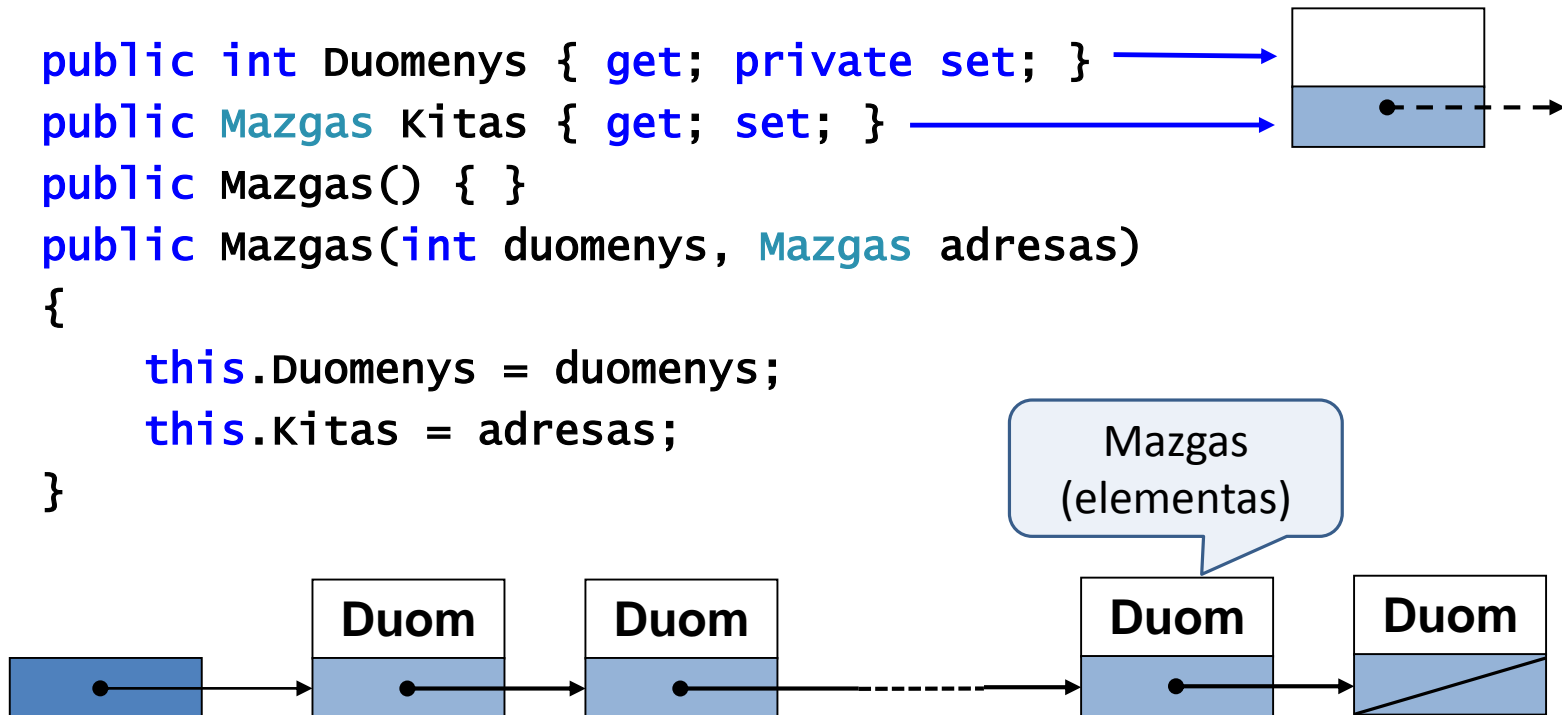 public int Duomenys { get; private set; }
public Mazgas Kitas { get; set; }
public Mazgas() { }
public Mazgas(int duomenys, Mazgas adresas)
{
this.Duomenys = duomenys;
this.Kitas = adresas;
}
Mazgas
(elementas)
Duom
Duom
Duom
Duom